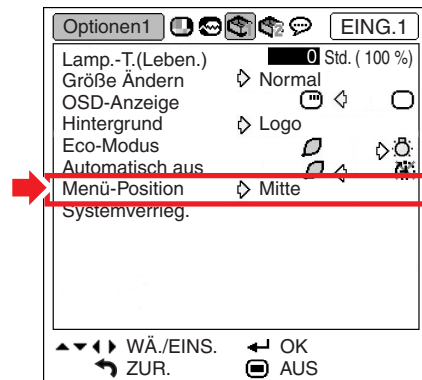 Optionen1 EING.1
Lamp.-T.(Leben.) 0 Std. ( 100 %)
Größe Ändern Normal
OSD-Anzeige
Hintergrund Logo
Eco-Modus
Automatisch aus
Menü-Position Mitte
Systemverrieg.
WÄ./EINS. OK
ZUR. AUS